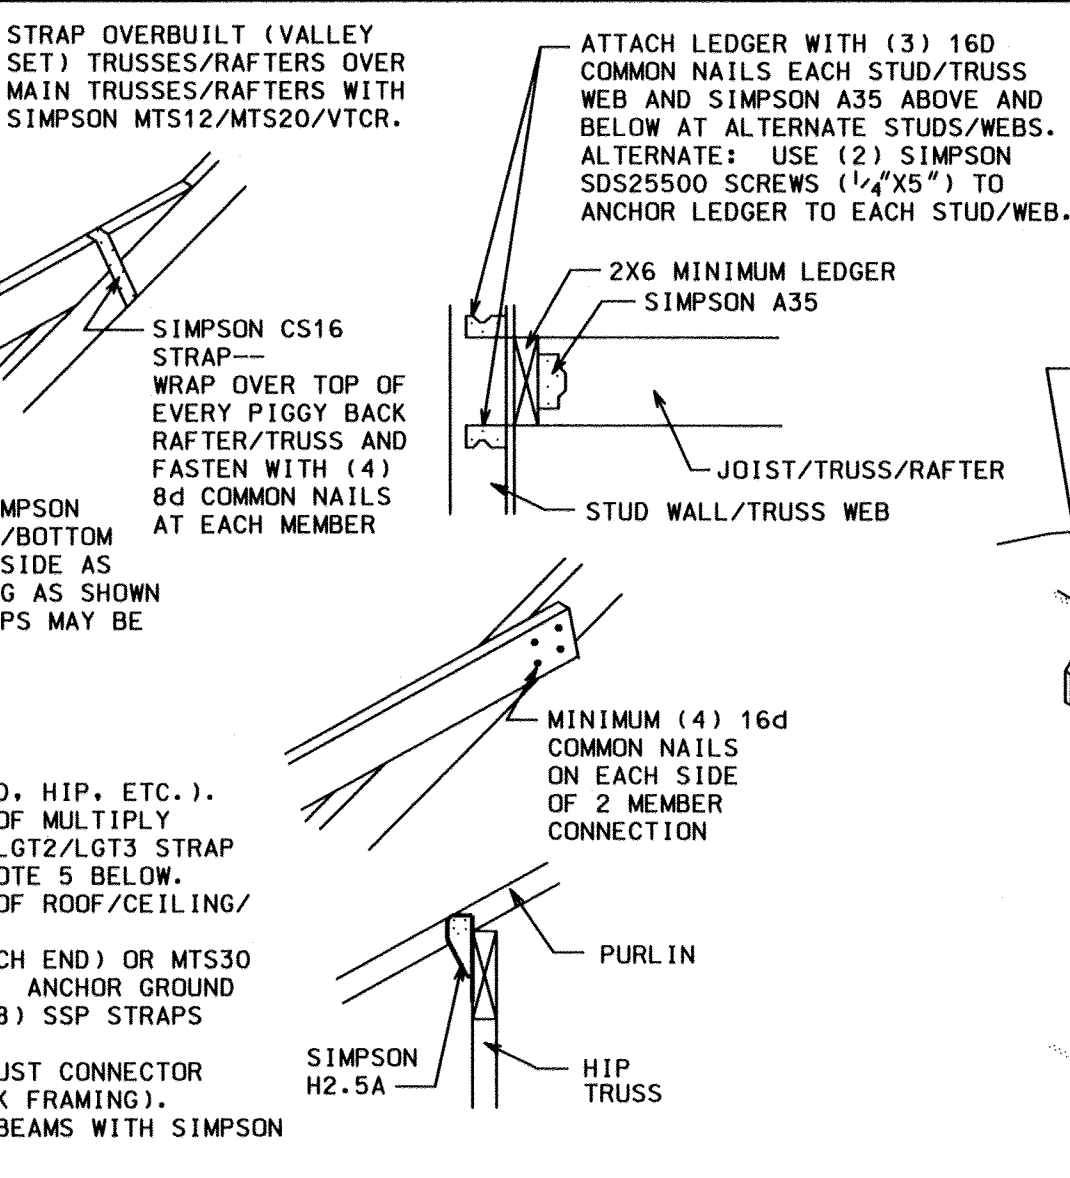 STRAP OVERBUILT (VALLEY
SET) TRUSSES/RAFTERS OVER
MAIN TRUSSES/RAFTERS WITH
SIMPSON MTS12/MTS20/VTCR.
ATTACH LEDGER WITH (3) 16D
COMMON NAILS EACH STUD/TRUSS
WEB AND SIMPSON A35 ABOVE AND
BELOW AT ALTERNATE STUDS/WEBS.
ALTERNATE: USE (2) SIMPSON
SDS25500 SCREWS (1/4"X5") TO
ANCHOR LEDGER TO EACH STUD/WEB.
2X6 MINIMUM LEDGER
SIMPSON A35
SIMPSON CS16
STRAP--
WRAP OVER TOP OF
EVERY PIGGY BACK
RAFTER/TRUSS AND
FASTEN WITH (4)
8d COMMON NAILS
AT EACH MEMBER
JOIST/TRUSS/RAFTER
STUD WALL/TRUSS WEB
MPSON
/BOTTOM
SIDE AS
G AS SHOWN
PS MAY BE
MINIMUM (4) 16d
COMMON NAILS
ON EACH SIDE
OF 2 MEMBER
CONNECTION
, HIP, ETC.).
OF MULTIPLY
LGT2/LGT3 STRAP
OTE 5 BELOW.
OF ROOF/CEILING/
CH END) OR MTS30
ANCHOR GROUND
) SSP STRAPS
UST CONNECTOR
FRAMING).
BEAMS WITH SIMPSON
PURLIN
SIMPSON
H2.5A
HIP
TRUSS